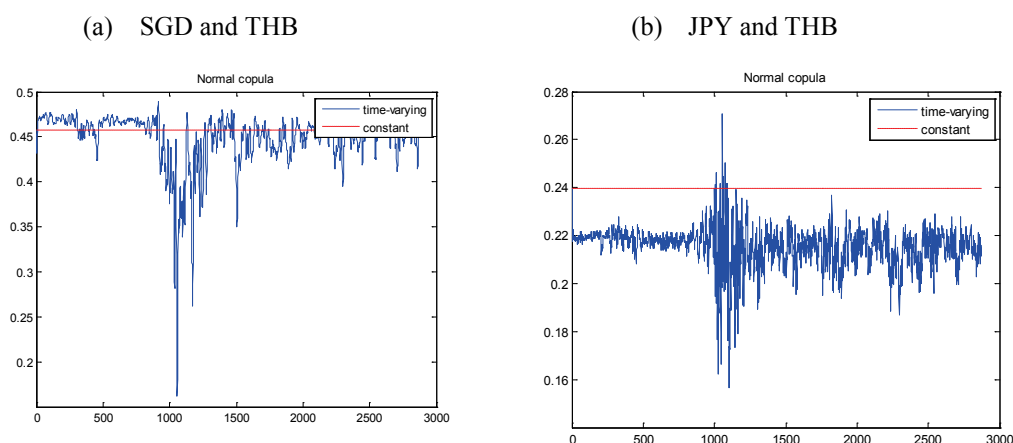 (a) SGD and THB
Normal copula
0.5
0.45
0.4
0.35
0.3
0.25
0.2
time-varying
constant
0 500 1000 1500 2000 2500 3000
(b) JPY and THB
Normal copula
0.28
0.26
0.24
0.22
0.2
0.18
0.16
time-varying
constant
0 500 1000 1500 2000 2500 3000